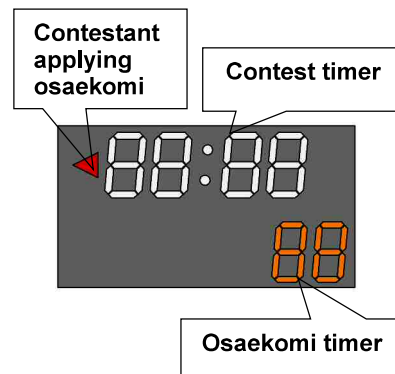 Contestant
applying
osaekomi
Contest timer
88:88
88
Osaekomi timer